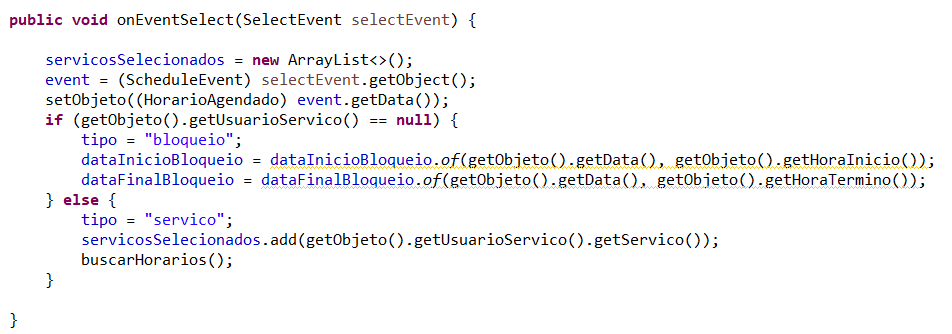 public void onEventSelect(SelectEvent selectEvent) {
servicosSelecionados = new ArrayList<>();
event = (ScheduleEvent) selectEvent.getObject();
setObjeto((HorarioAgendado) event.getData());
if (getObjeto().getUsuarioServico() == null) {
tipo = "bloqueio";
dataInicioBloqueio = dataInicioBloqueio.of(getObjeto().getData(), getObjeto().getHoraInicio());
dataFinalBloqueio = dataFinalBloqueio.of(getObjeto().getData(), getObjeto().getHoraTermino());
} else {
tipo = "servico";
servicosSelecionados.add(getObjeto().getUsuarioServico().getServico());
buscarHorarios();
}
}